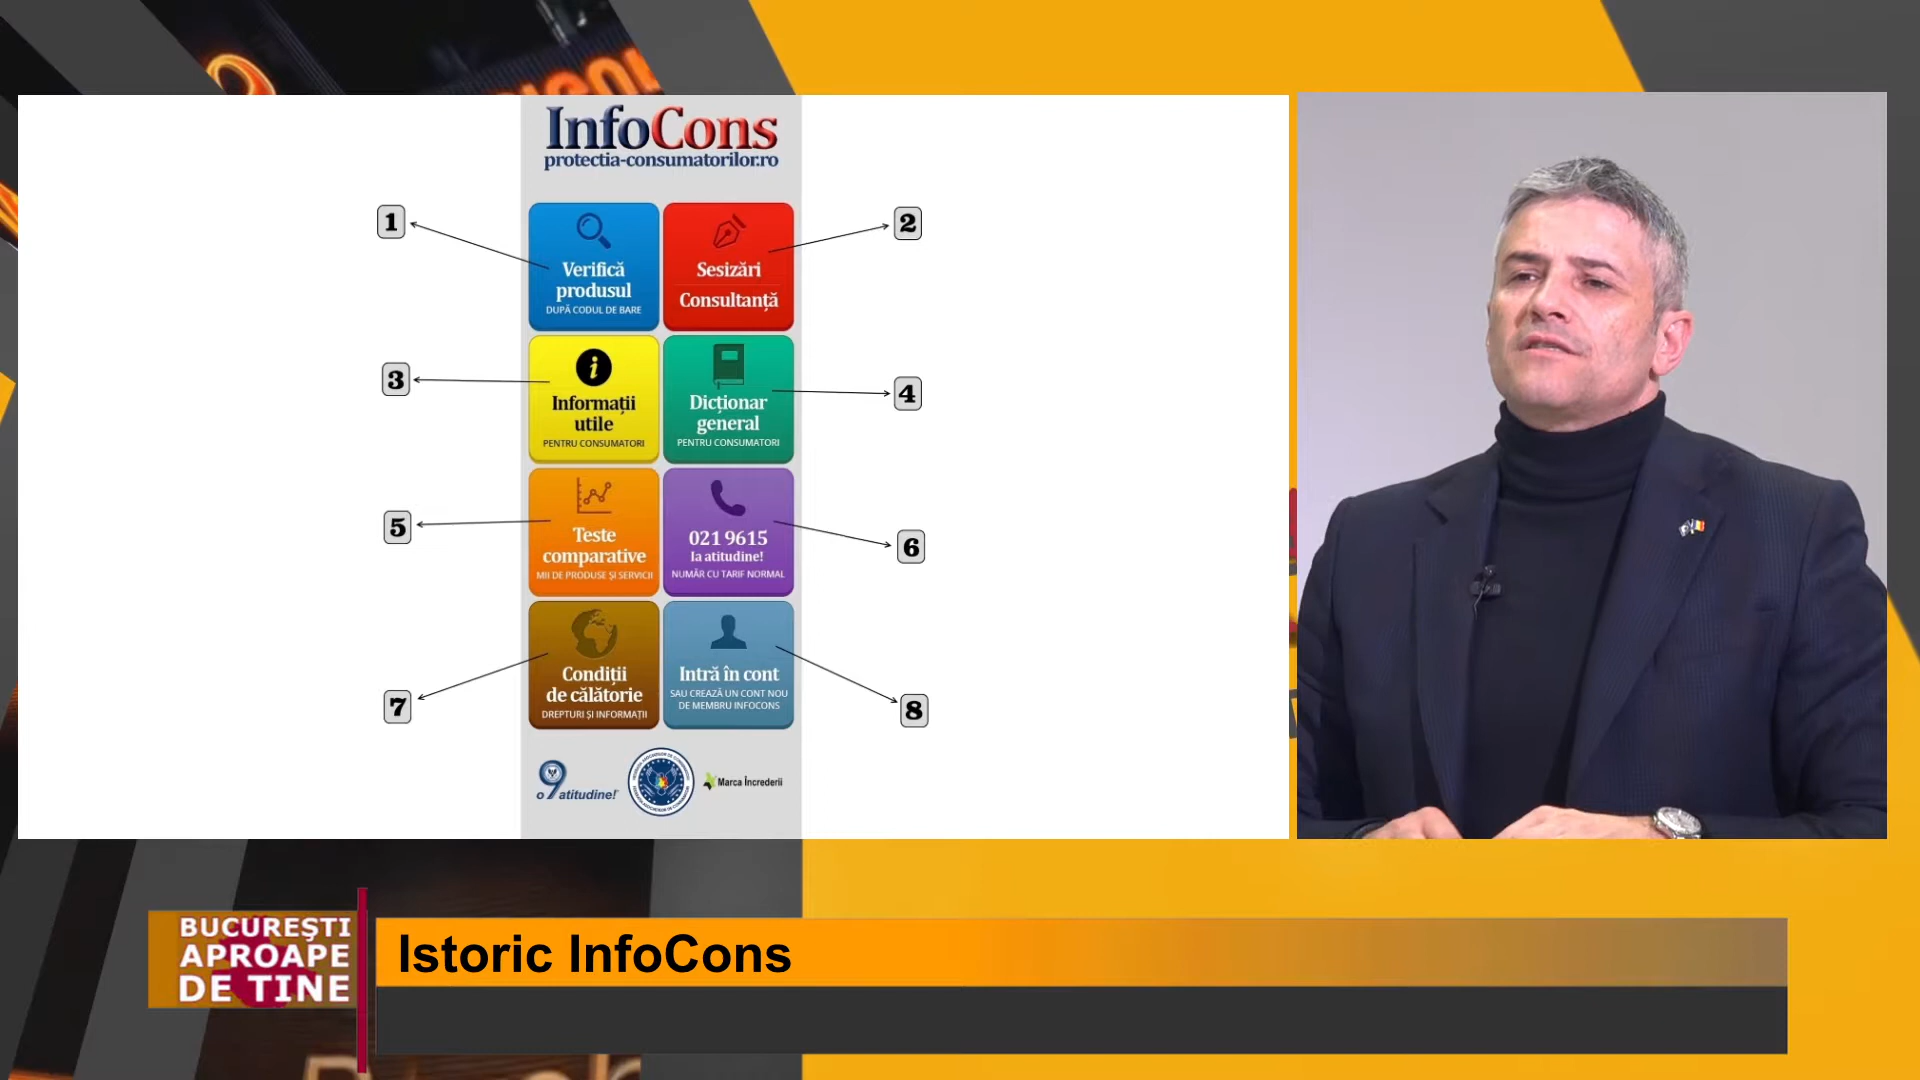 InfoCons
protectia-consumatorilor.ro
1
2
Verifică
produsul
DUPĂ CODUL DE BARE
Sesizări
Consultanță
3
4
Informații
utile
PENTRU CONSUMATORI
Dicționar
general
PENTRU CONSUMATORI
5
6
Teste
comparative
MII DE PRODUSE ȘI SERVICII
021 9615
Ia atitudine!
NUMĂR CU TARIF NORMAL
7
8
Condiții
de călătorie
DREPTURI ȘI INFORMAȚII
Intră în cont
SAU CREAZĂ UN CONT NOU
DE MEMBRU INFOCONS
o 9 atitudine!
Marca Încrederii
BUCUREŞTI
APROAPE
DE TINE
Istoric InfoCons